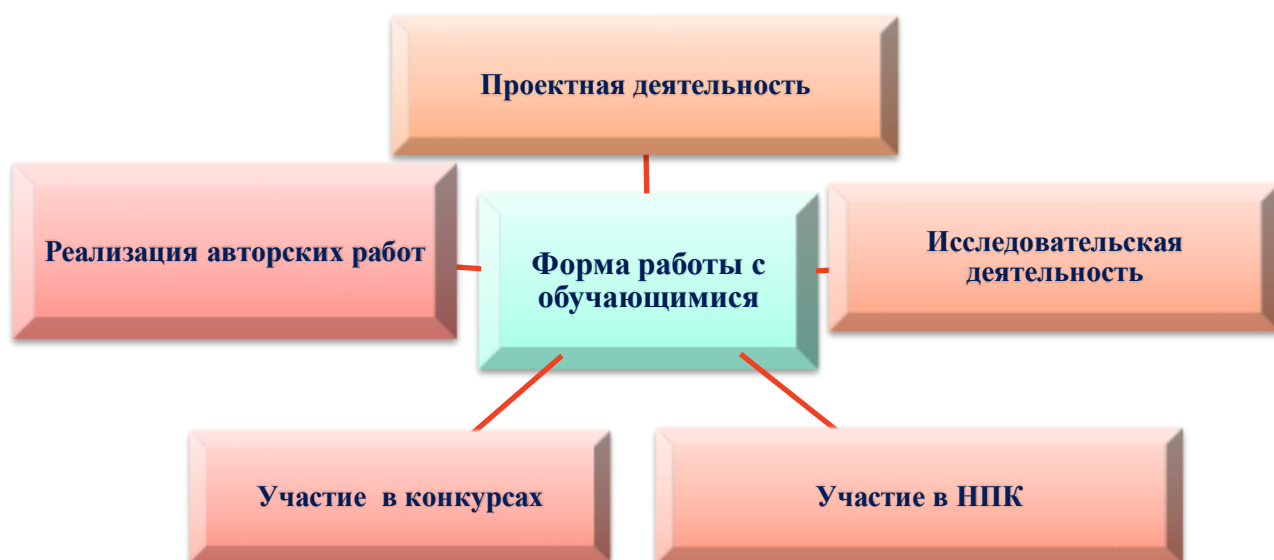 Проектная деятельность
Реализация авторских работ
Форма работы с
обучающимися
Исследовательская
деятельность
Участие в конкурсах
Участие в НПК